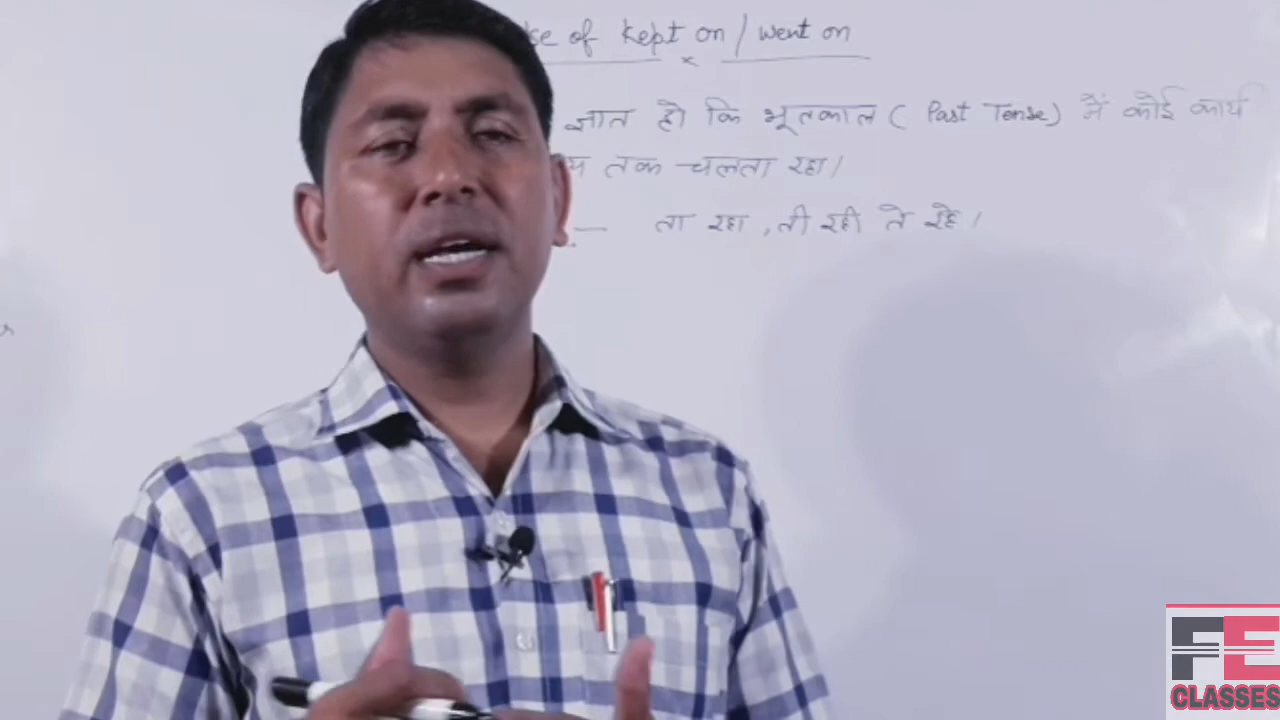 se of Kept on / Went on
ज्ञात हो कि भूतकाल ( Past Tense) में कोई कार्य
य तक चलता रहा।
:— ता रहा , ती रही ते रहे।
FE
CLASSES